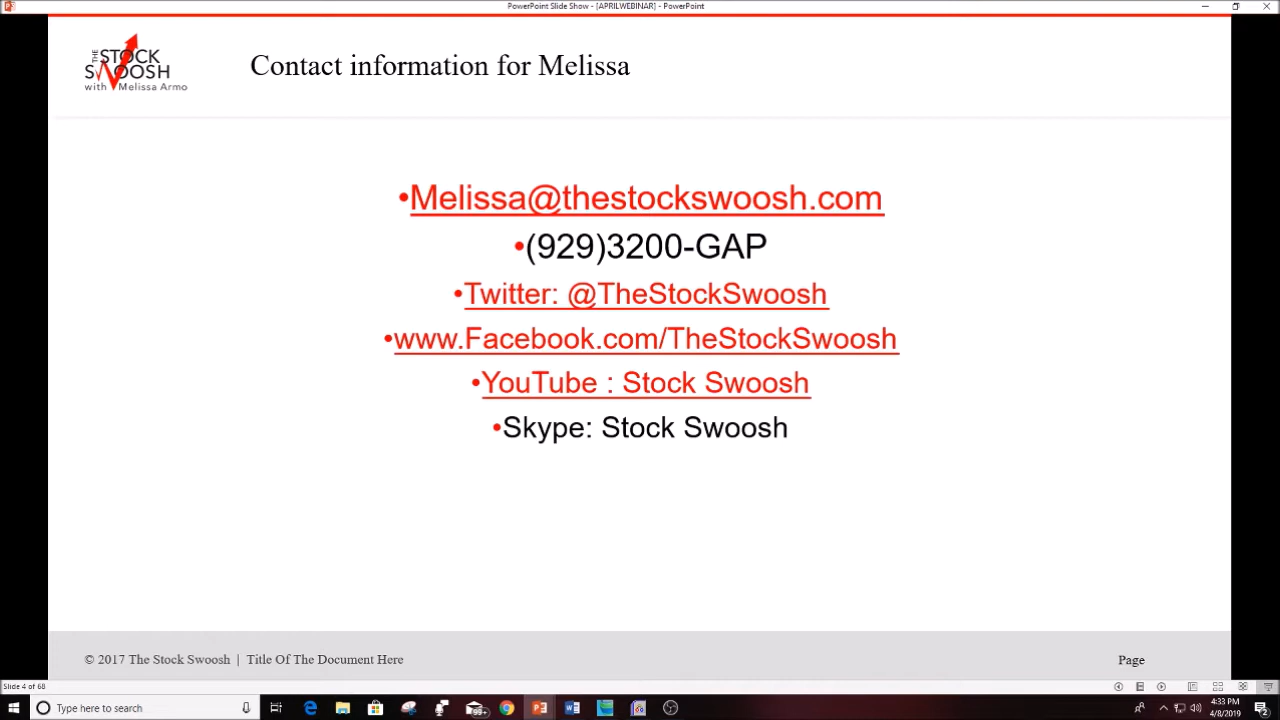 PowerPoint Slide Show - [APRILWEBINAR] - PowerPoint
THE
STOCK
SWOOSH
with Melissa Armo
Contact information for Melissa
•Melissa@thestockswoosh.com
•(929)3200-GAP
•Twitter: @TheStockSwoosh
•www.Facebook.com/TheStockSwoosh
•YouTube : Stock Swoosh
•Skype: Stock Swoosh
© 2017 The Stock Swoosh | Title Of The Document Here
Page
Slide 4 of 68
Type here to search
99+
4:33 PM
4/8/2019
2